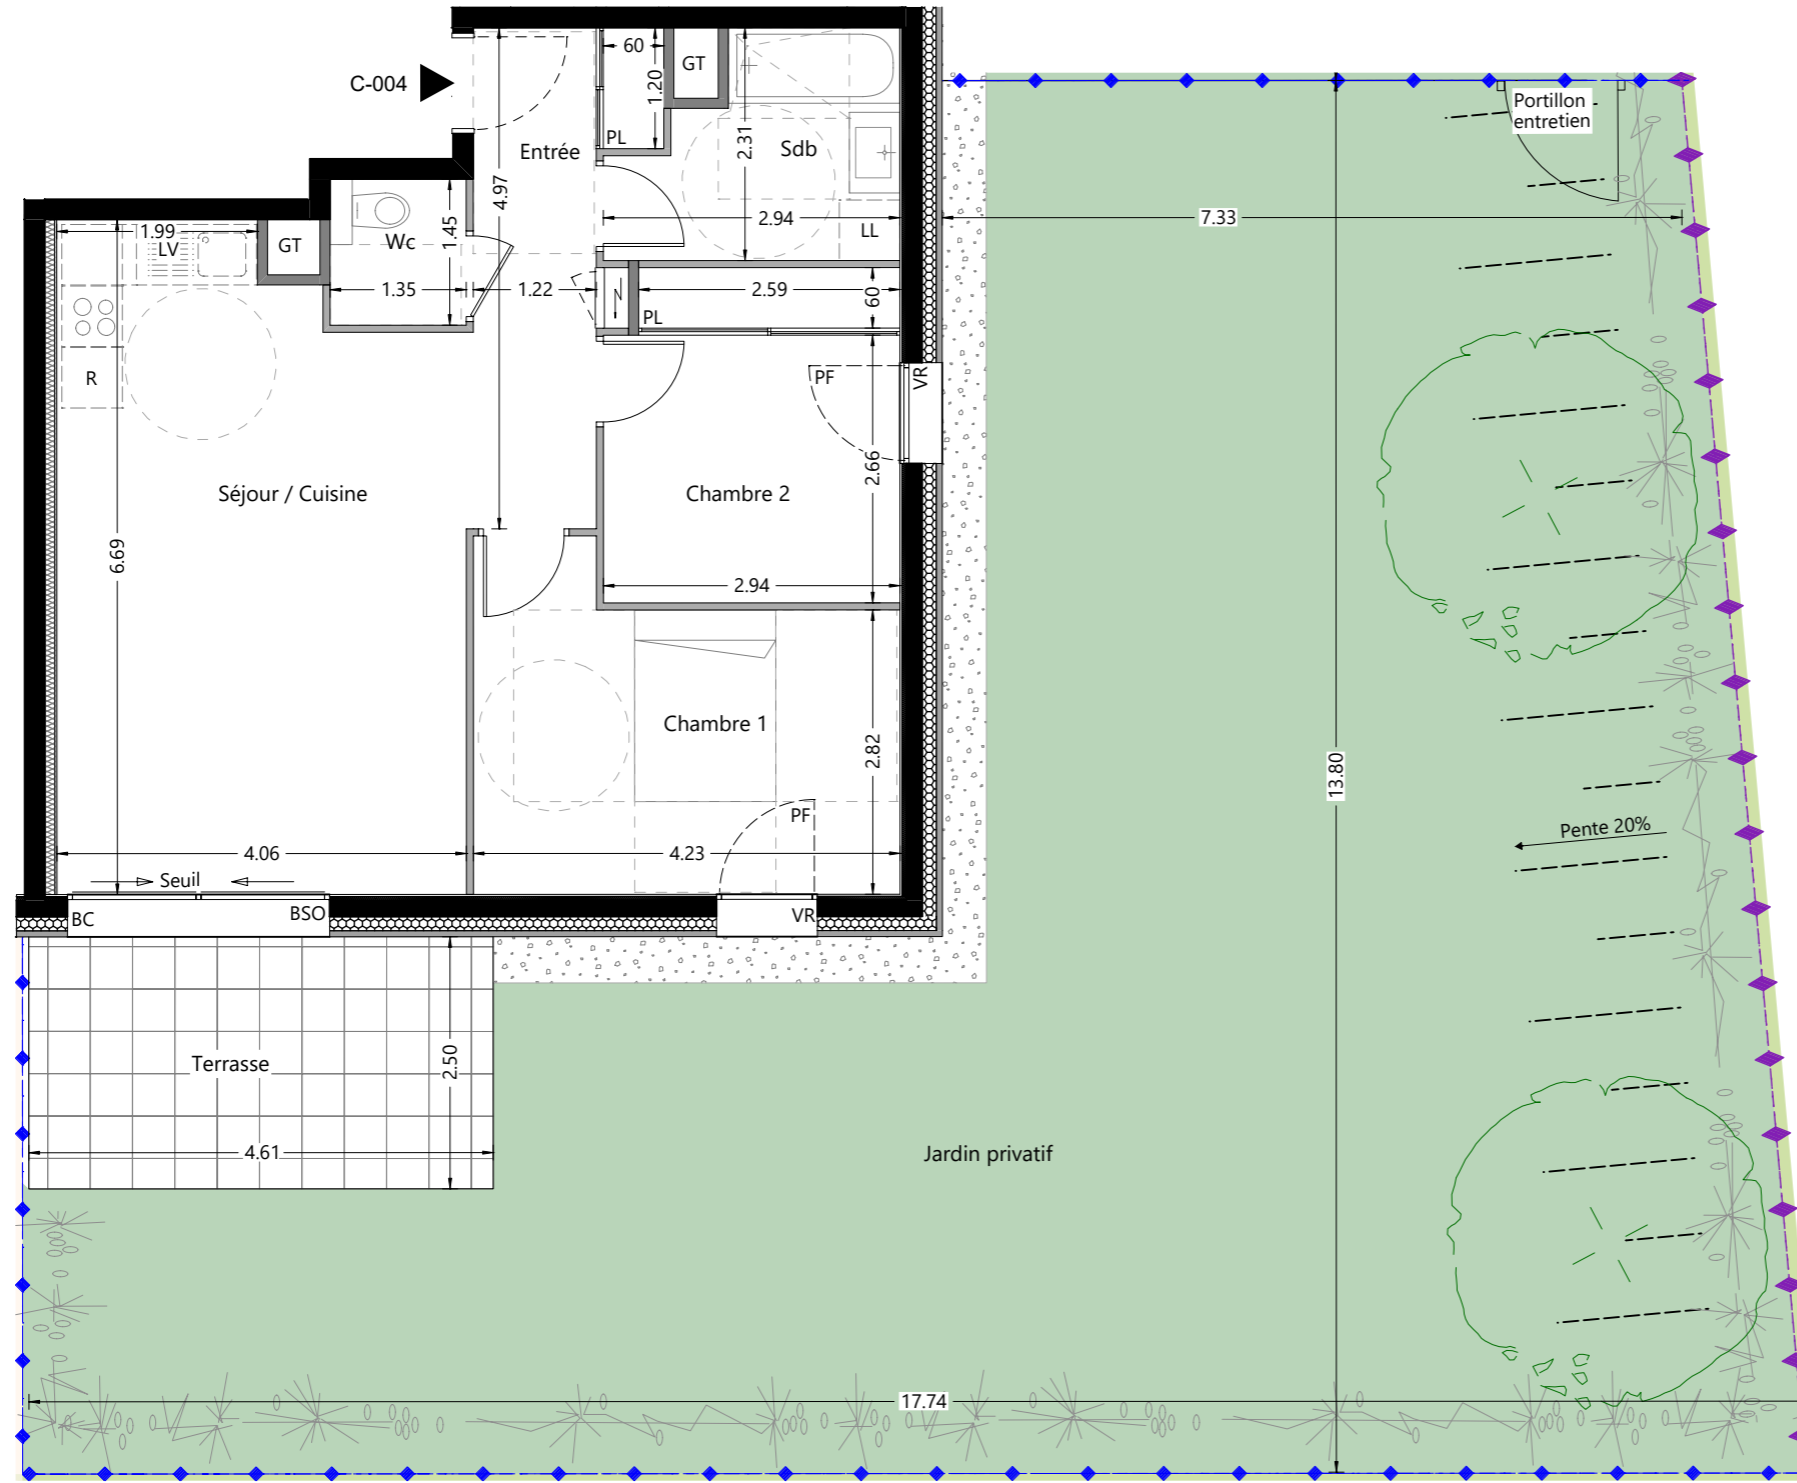 C-004
60
GT
1.20
PL
Entrée
2.31
Sdb
Portillon
entretien
4.97
1.99
LV
GT
Wc
1.45
2.94
LL
7.33
1.35
1.22
N
2.59
60
PL
R
PF
VR
Séjour / Cuisine
Chambre 2
2.66
6.69
2.94
Chambre 1
2.82
13.80
PF
Pente 20%
4.06
4.23
Seuil
BC
BSO
VR
Terrasse
2.50
4.61
Jardin privatif
17.74